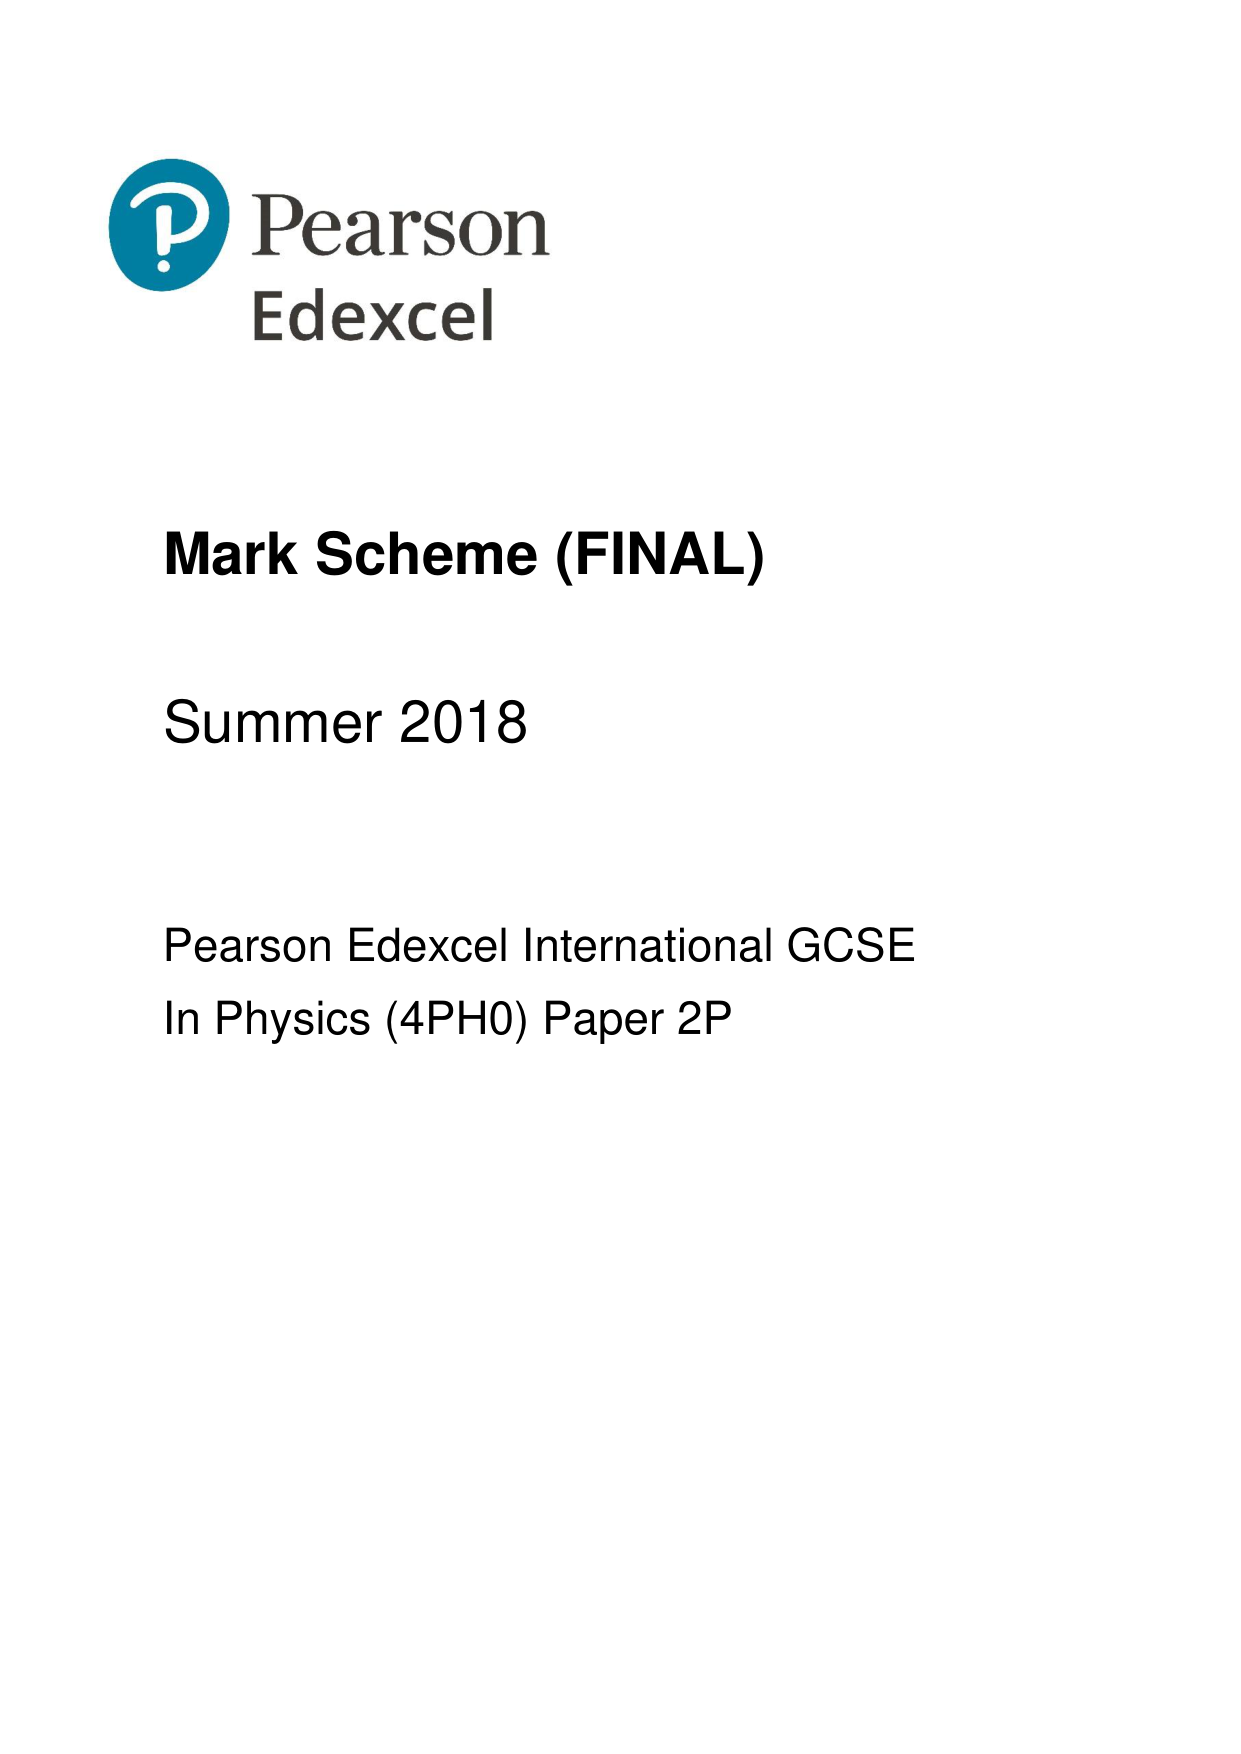 Pearson
Edexcel
Mark Scheme (FINAL)
Summer 2018
Pearson Edexcel International GCSE
In Physics (4PH0) Paper 2P